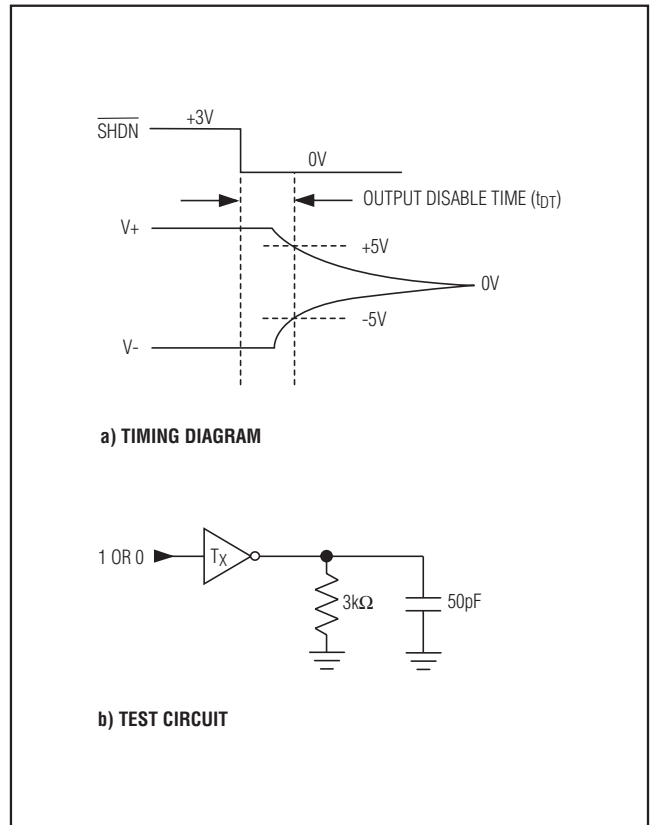 +3V
S̅H̅D̅N̅
0V
OUTPUT DISABLE TIME (tDT)
V+
+5V
0V
-5V
V-
a) TIMING DIAGRAM
1 OR 0
TX
3kΩ
50pF
b) TEST CIRCUIT